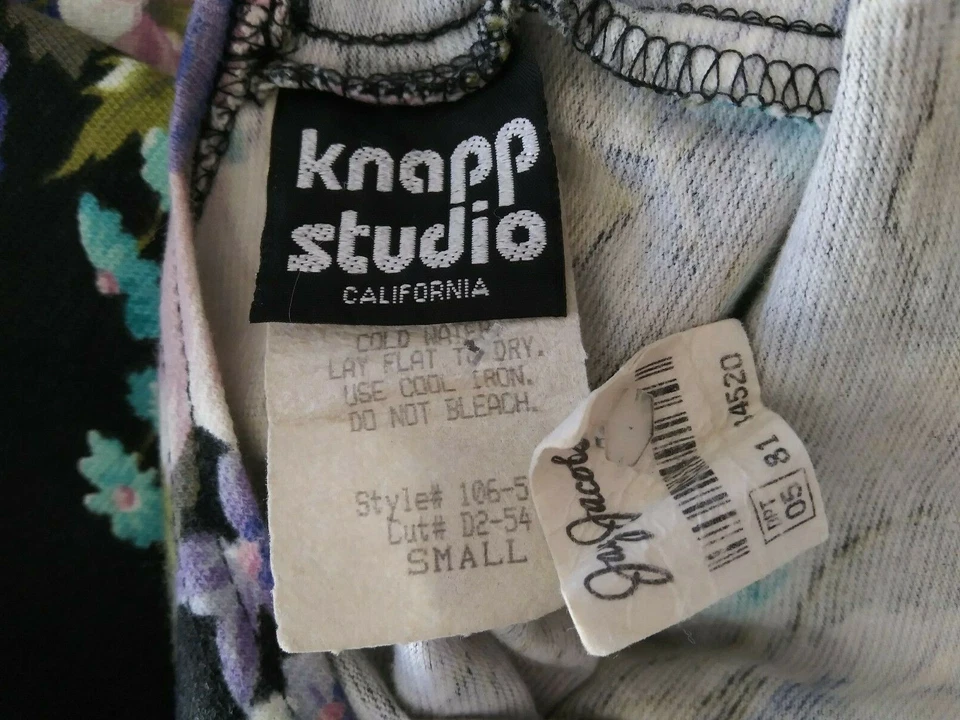 knapp
studio
CALIFORNIA
COLD WATER.
LAY FLAT TO DRY.
USE COOL IRON.
DO NOT BLEACH.
Style# 106-5
Cut# D2-54
SMALL
Jay Jacobs
DPT
05
81
14520